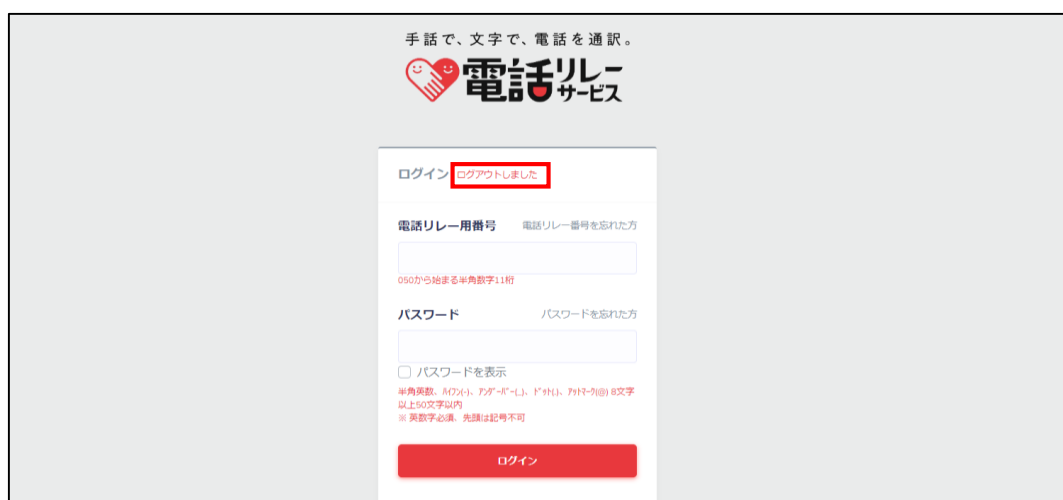 手話で、文字で、電話を通訳。
電話リレーサービス
ログイン ログアウトしました
電話リレー用番号 電話リレー番号を忘れた方
050から始まる半角数字11桁
パスワード パスワードを忘れた方
パスワードを表示
半角英数、ﾊｲﾌﾝ(-)、ｱﾝﾀﾞｰﾊﾞｰ(_)、ﾄﾞｯﾄ(.)、ｱｯﾄﾏｰｸ(@) 8文字
以上50文字以内
※ 英数字必須、先頭は記号不可
ログイン